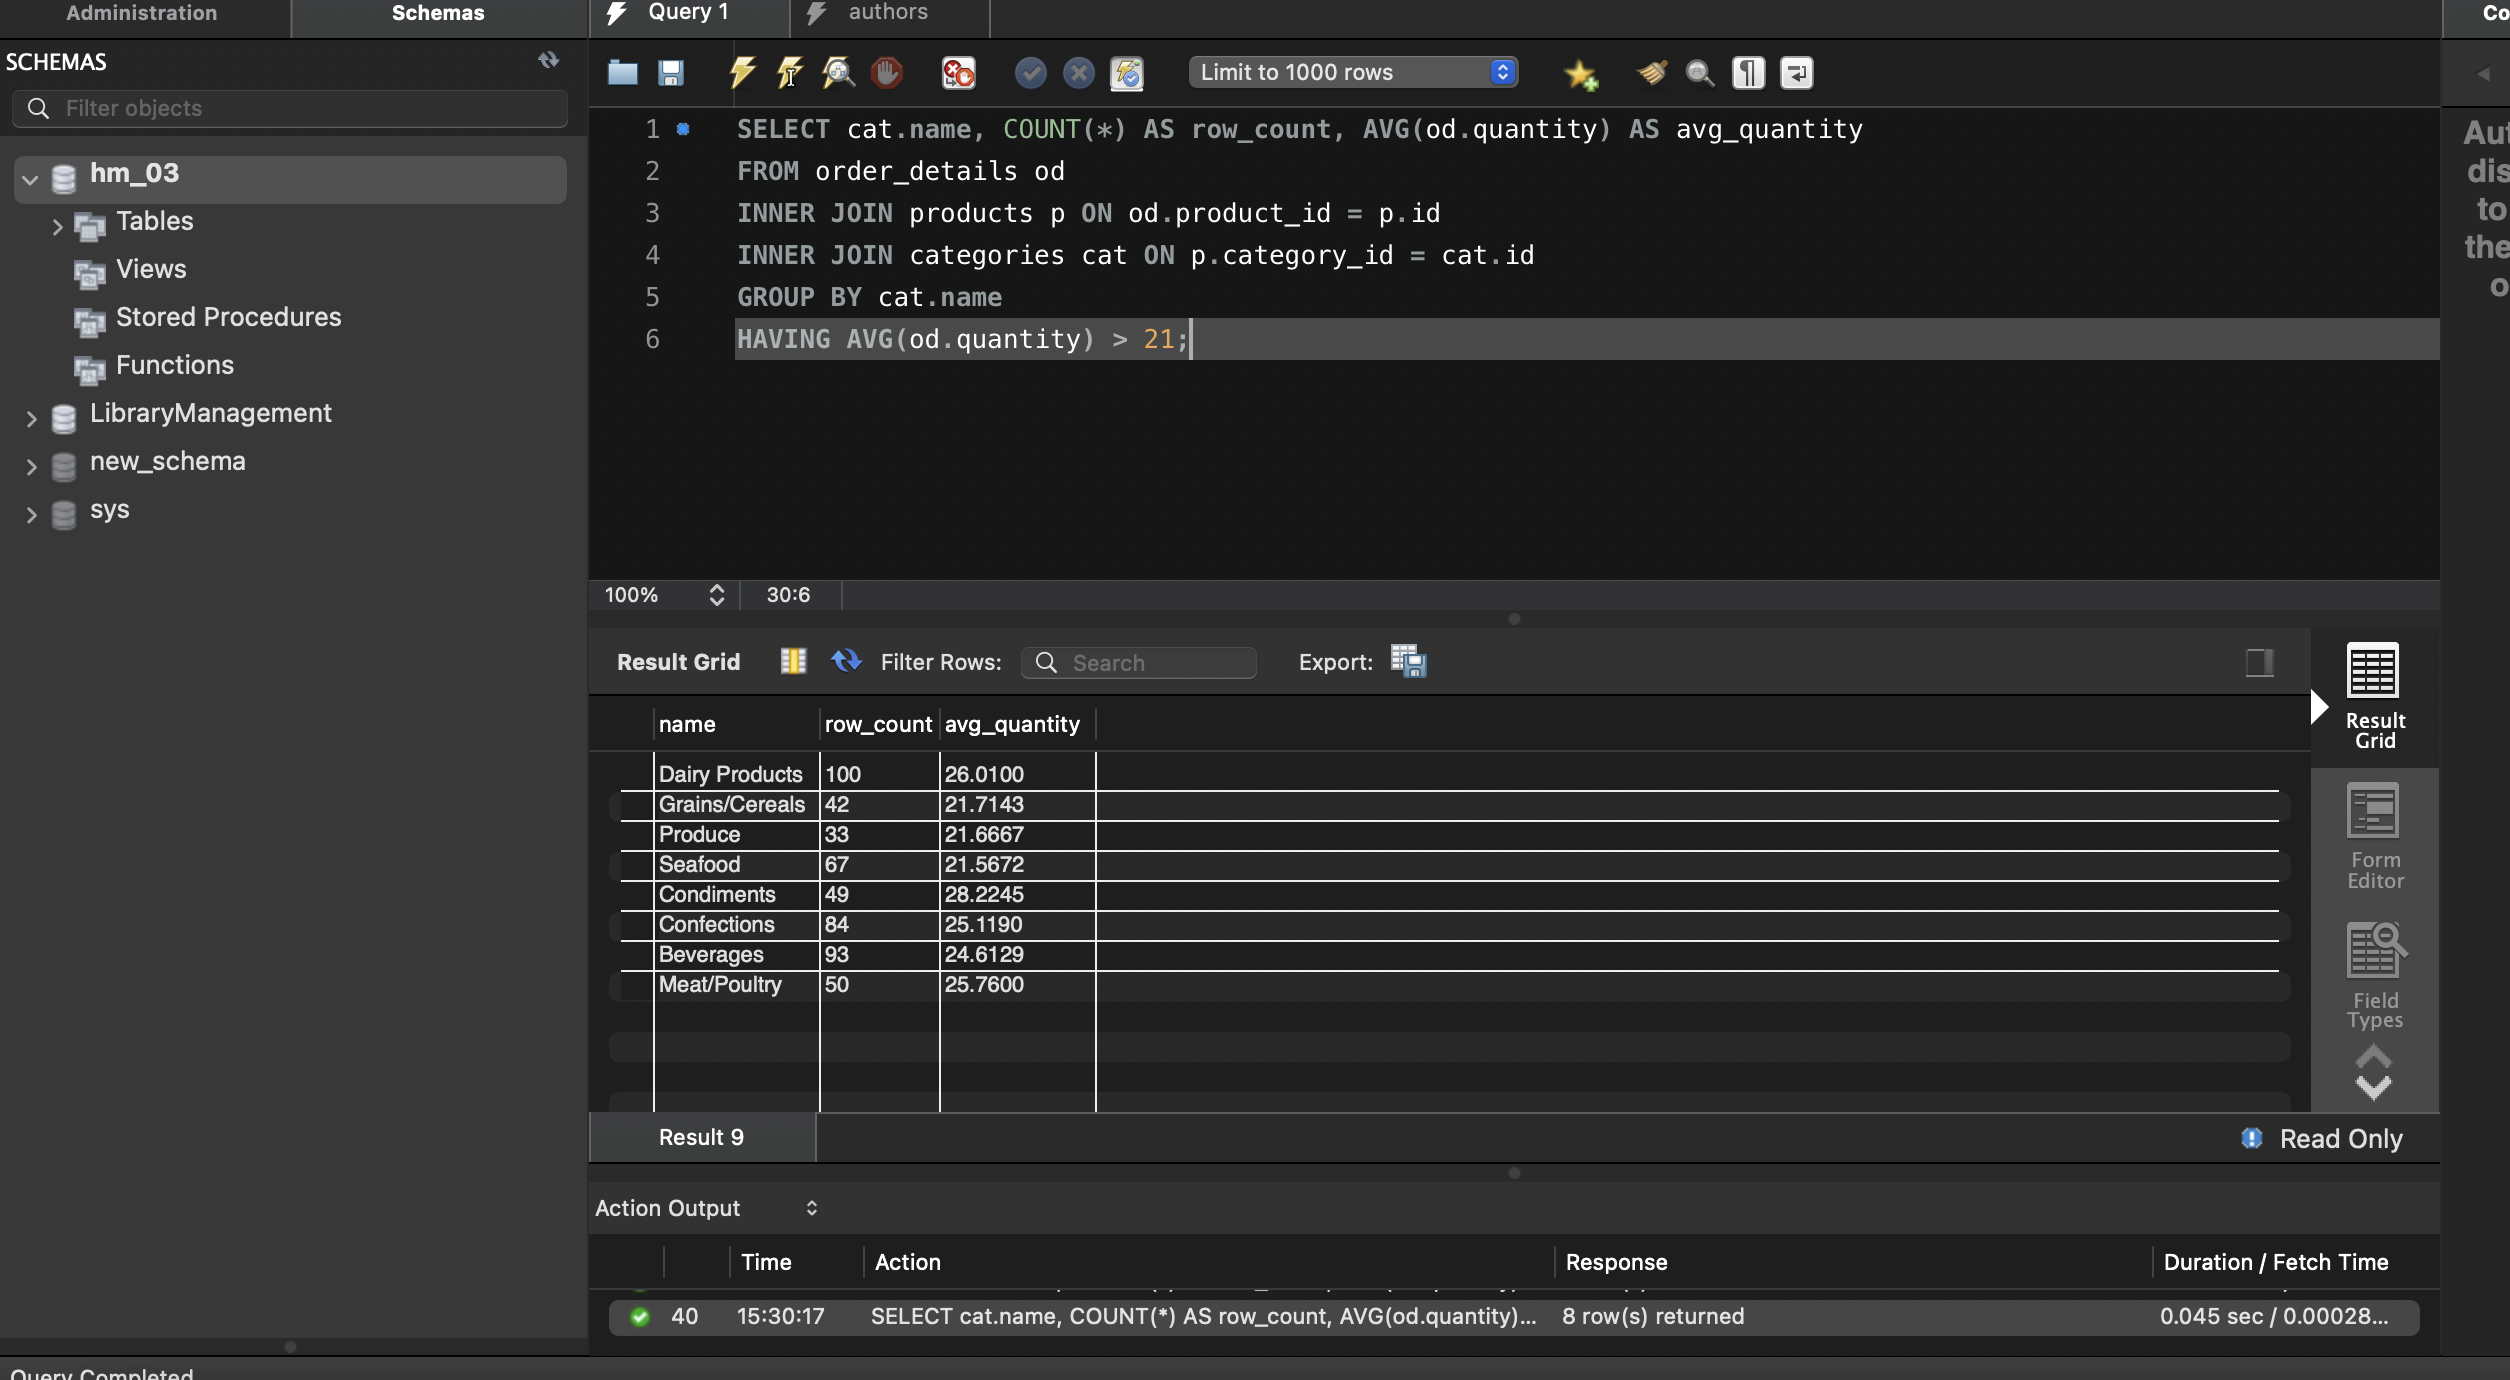 Administration
Schemas
SCHEMAS
Filter objects
hm_03
Tables
Views
Stored Procedures
Functions
LibraryManagement
new_schema
sys
Query 1
authors
Limit to 1000 rows
1 SELECT cat.name, COUNT(*) AS row_count, AVG(od.quantity) AS avg_quantity
2 FROM order_details od
3 INNER JOIN products p ON od.product_id = p.id
4 INNER JOIN categories cat ON p.category_id = cat.id
5 GROUP BY cat.name
6 HAVING AVG(od.quantity) > 21;
100% 30:6
Result Grid Filter Rows: Search Export:
name row_count avg_quantity
Dairy Products 100 26.0100
Grains/Cereals 42 21.7143
Produce 33 21.6667
Seafood 67 21.5672
Condiments 49 28.2245
Confections 84 25.1190
Beverages 93 24.6129
Meat/Poultry 50 25.7600
Result
Grid
Form
Editor
Field
Types
Result 9
Read Only
Action Output
Time Action Response Duration / Fetch Time
40 15:30:17 SELECT cat.name, COUNT(*) AS row_count, AVG(od.quantity)... 8 row(s) returned 0.045 sec / 0.00028...
Query Completed
Co
Aut
dis
to
the
o